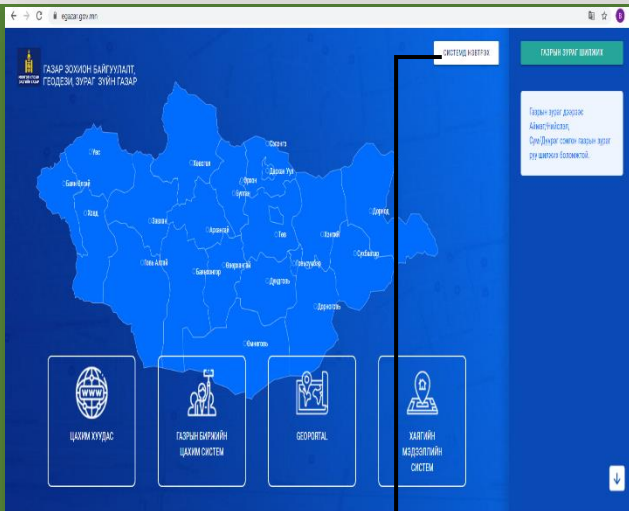 egazar.gov.mn
ГАЗАР ЗОХИОН БАЙГУУЛАЛТ,
ГЕОДЕЗИ, ЗУРАГ ЗҮЙН ГАЗАР
СИСТЕМД НЭВТРЭХ
ГАЗРЫН ЗУРАГ ШИЛЖИХ
Газрын зураг дээрээс
Аймаг/Нийслэл,
Сум/Дүүрэг сонгон газрын зураг
руу шилжих боломжтой.
Увс
Баян-Өлгий
Ховд
Завхан
Хөвсгөл
Сэлэнгэ
Дархан Уул
Орхон
Булган
Архангай
Төв
Хэнтий
Дорнод
Сүхбаатар
Говь Алтай
Баянхонгор
Өвөрхангай
Говьсүмбэр
Дундговь
Дорноговь
Өмнөговь
ЦАХИМ ХУУДАС
ГАЗРЫН БИРЖИЙН
ЦАХИМ СИСТЕМ
GEOPORTAL
ХАЯГИЙН
МЭДЭЭЛЛИЙН
СИСТЕМ
WWW